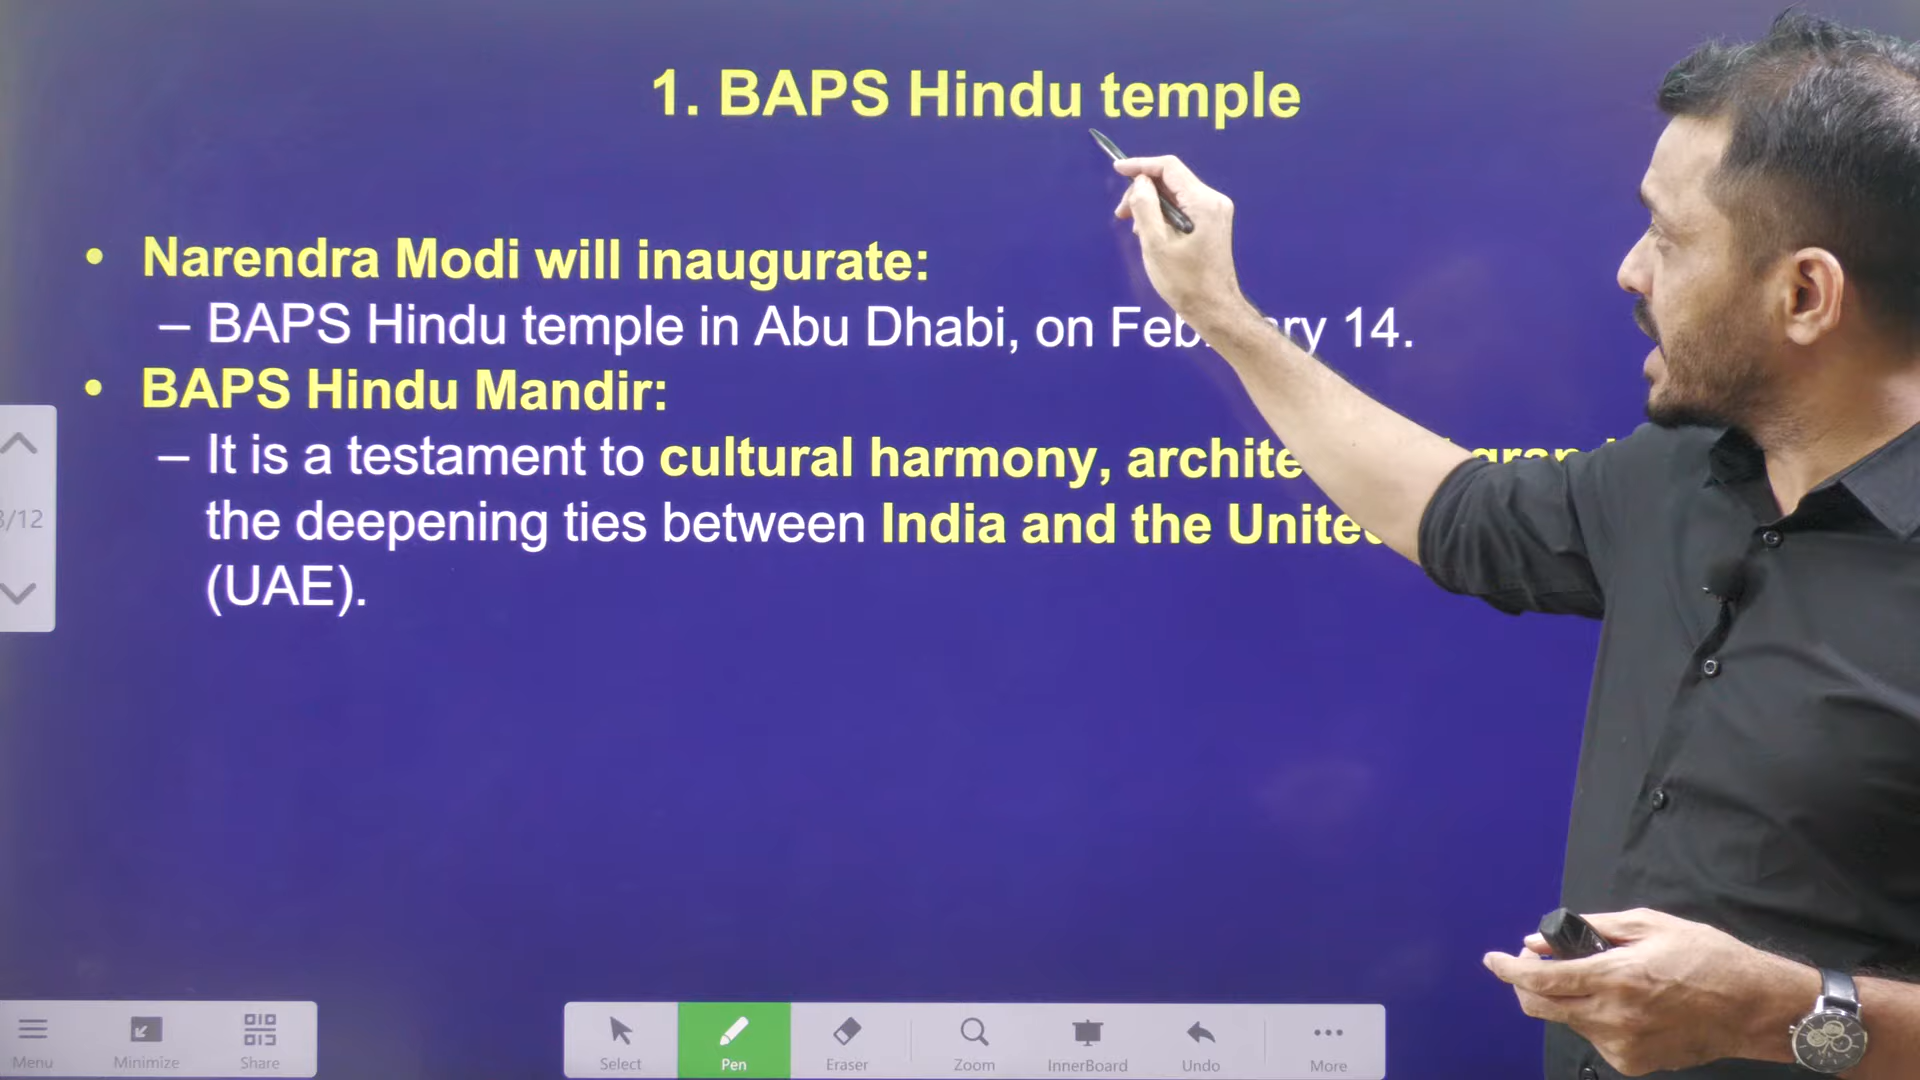 1. BAPS Hindu temple
• Narendra Modi will inaugurate:
– BAPS Hindu temple in Abu Dhabi, on 14.
• BAPS Hindu Mandir:
– It is a testament to cultural harmony,
the deepening ties between India and the
(UAE).
/12
Menu Minimize Share
Select Pen Eraser Zoom InnerBoard Undo More